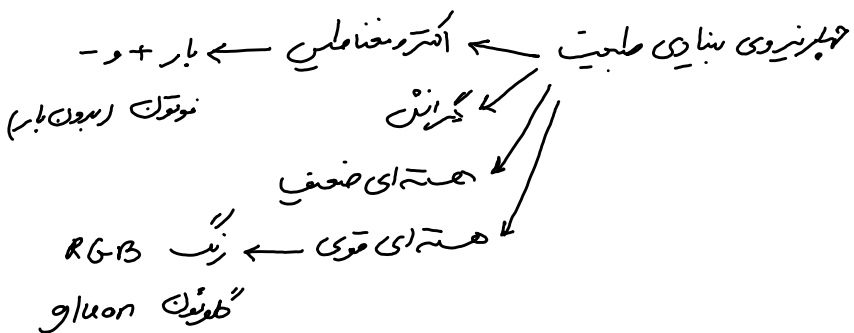 چهار نیروی بنیادی طبیعت ← الکترومغناطیس ← بار + و -
فوتون (بدون بار)
گرانش
هسته‌ای ضعیف
هسته‌ای قوی ← رنگ RGB
گلوئون gluon